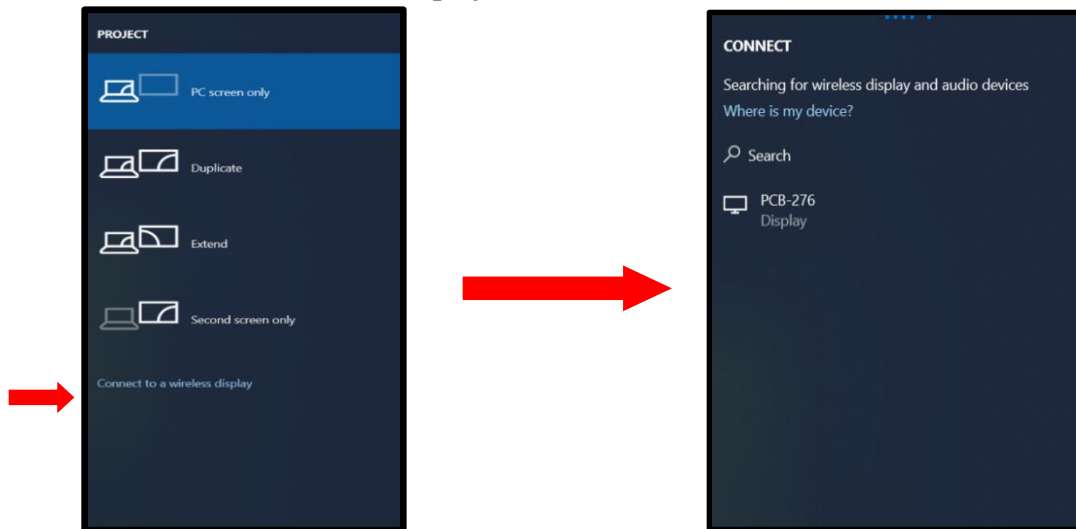 PROJECT
PC screen only
Duplicate
Extend
Second screen only
Connect to a wireless display
CONNECT
Searching for wireless display and audio devices
Where is my device?
Search
PCB-276
Display